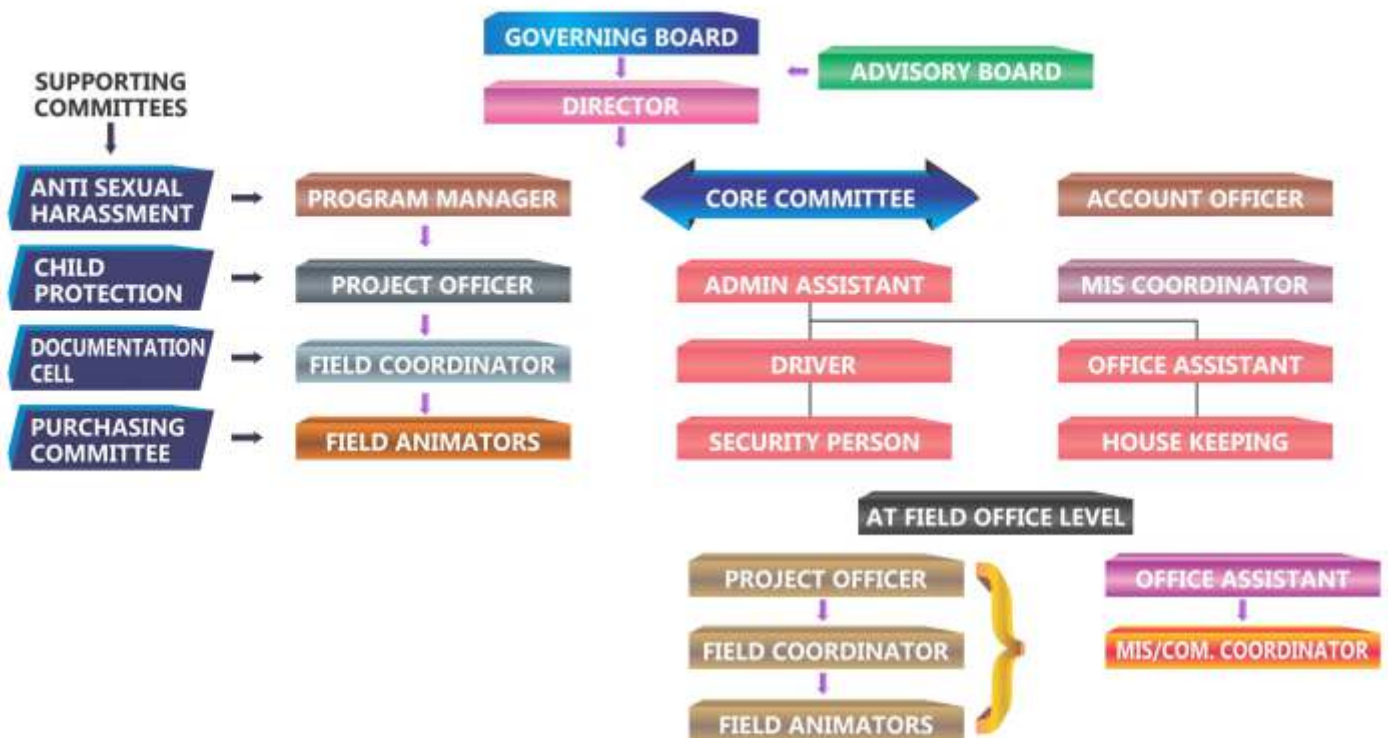 GOVERNING BOARD
ADVISORY BOARD
DIRECTOR
SUPPORTING
COMMITTEES
ANTI SEXUAL
HARASSMENT
PROGRAM MANAGER
CORE COMMITTEE
ACCOUNT OFFICER
CHILD
PROTECTION
PROJECT OFFICER
ADMIN ASSISTANT
MIS COORDINATOR
DOCUMENTATION
CELL
FIELD COORDINATOR
DRIVER
OFFICE ASSISTANT
PURCHASING
COMMITTEE
FIELD ANIMATORS
SECURITY PERSON
HOUSE KEEPING
AT FIELD OFFICE LEVEL
PROJECT OFFICER
OFFICE ASSISTANT
FIELD COORDINATOR
MIS/COM. COORDINATOR
FIELD ANIMATORS